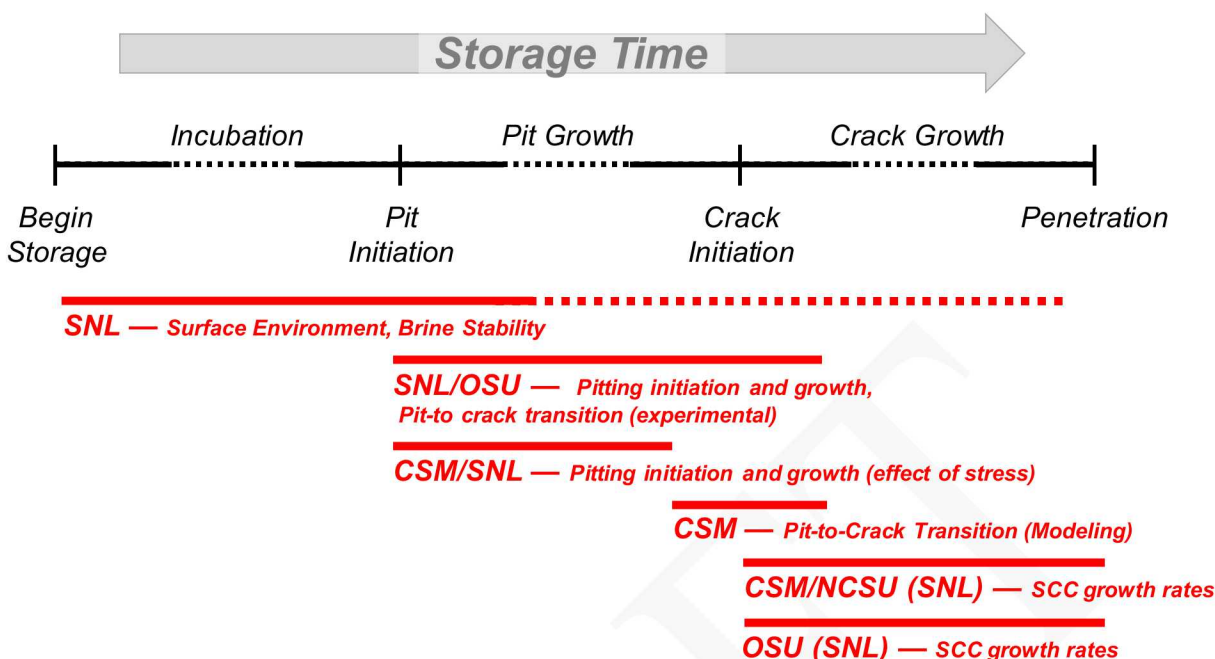 Storage Time
Incubation Pit Growth Crack Growth
Begin Pit Crack Penetration
Storage Initiation Initiation
SNL — Surface Environment, Brine Stability
SNL/OSU — Pitting initiation and growth,
Pit-to crack transition (experimental)
CSM/SNL — Pitting initiation and growth (effect of stress)
CSM — Pit-to-Crack Transition (Modeling)
CSM/NCSU (SNL) — SCC growth rates
OSU (SNL) — SCC growth rates